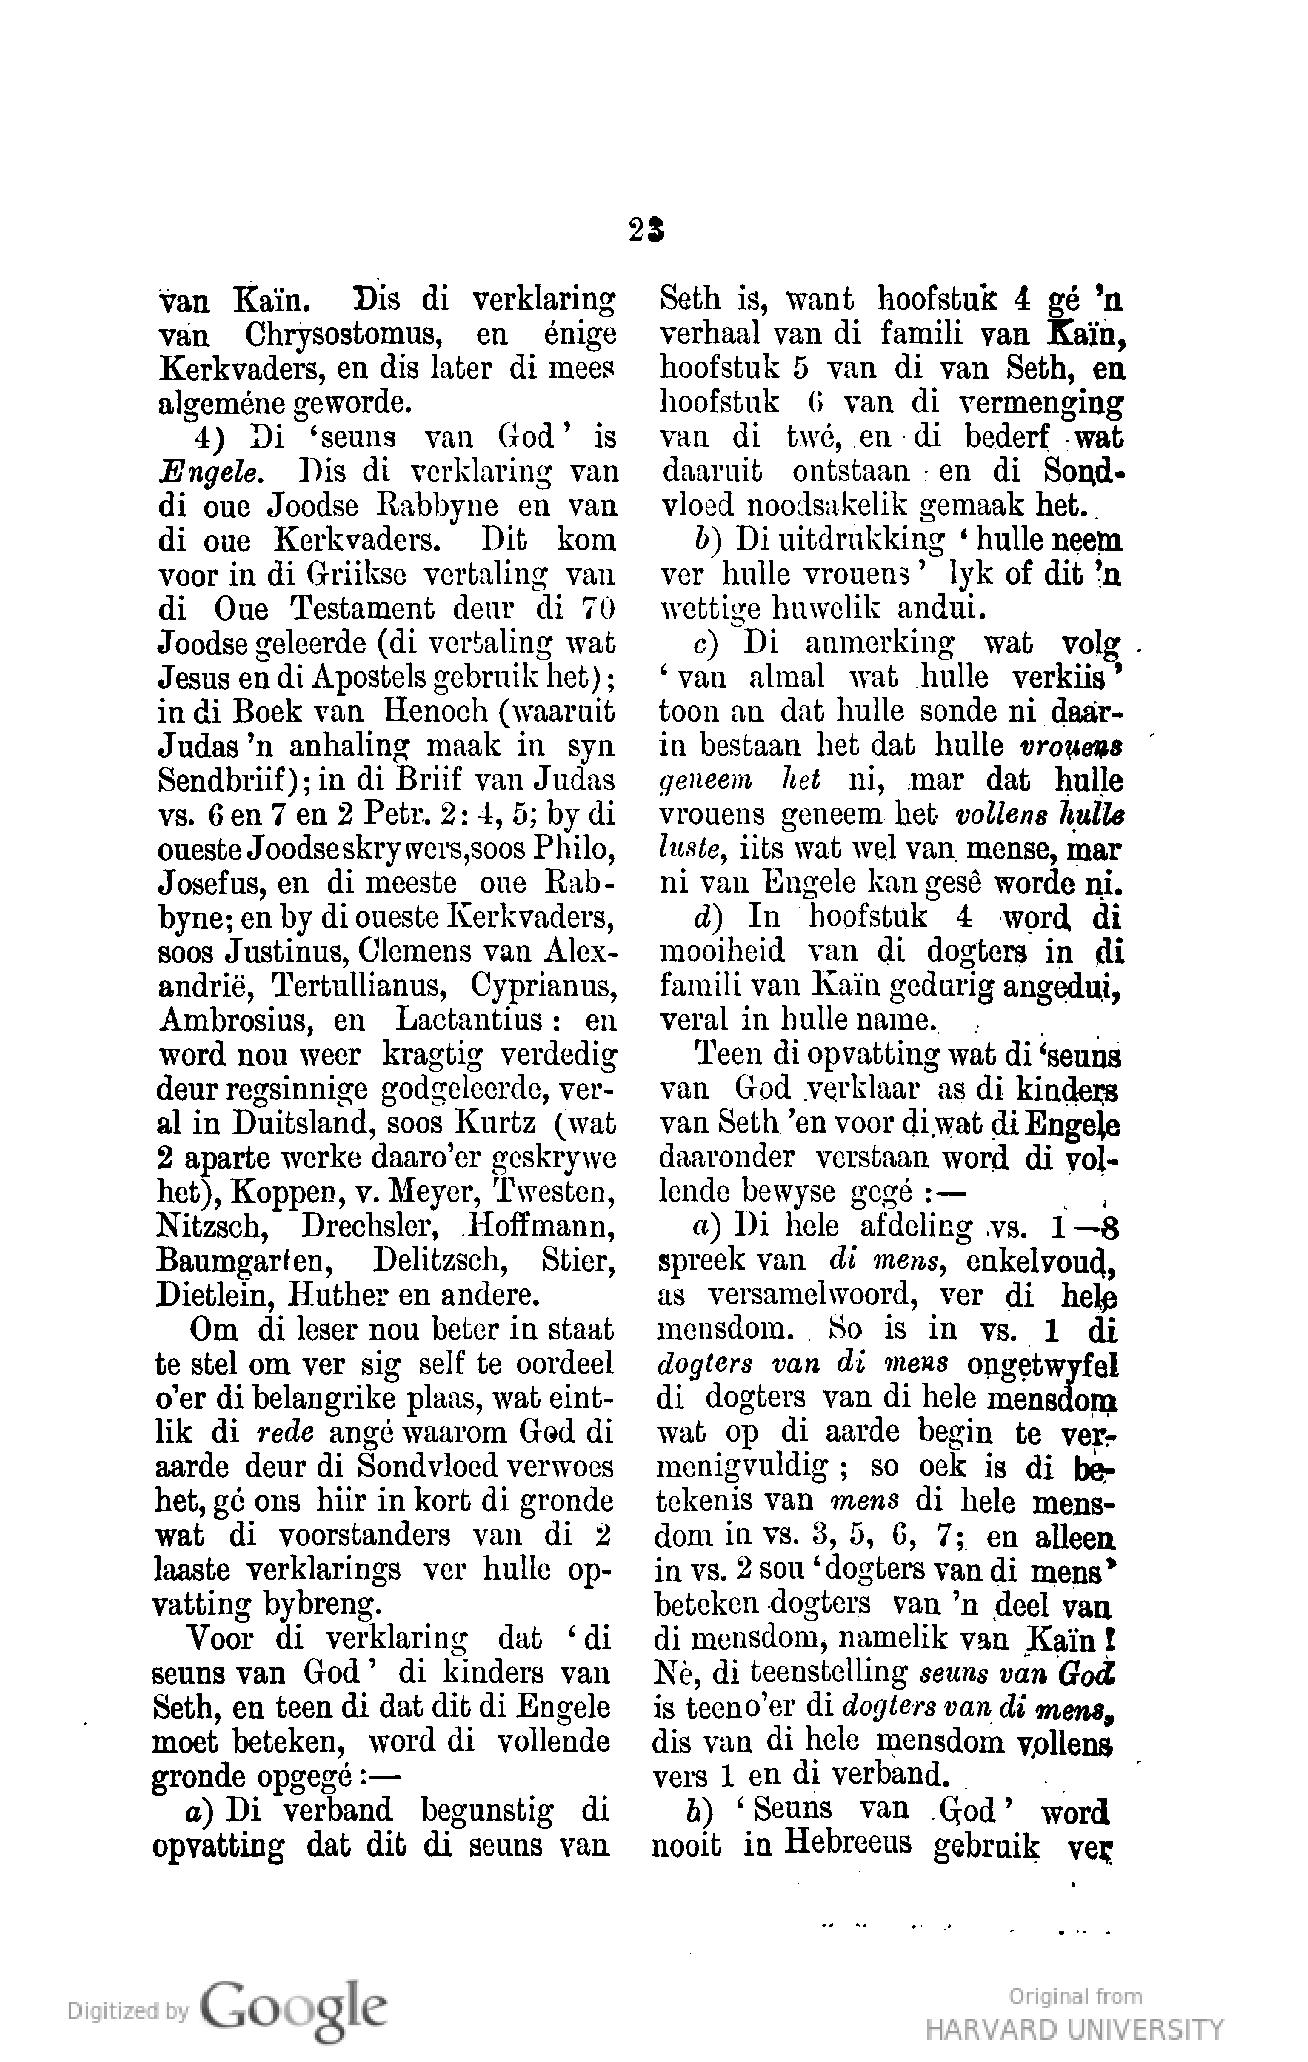 23
van Kaïn. Dis di verklaring
van Chrysostomus, en énige
Kerkvaders, en dis later di mees
algeméne geworde.
4) Di ‘seuns van God’ is
Engele. Dis di verklaring van
di oue Joodse Rabbyne en van
di oue Kerkvaders. Dit kom
voor in di Griikse vertaling van
di Oue Testament deur di 70
Joodse geleerde (di vertaling wat
Jesus en di Apostels gebruik het);
in di Boek van Henoch (waaruit
Judas ’n anhaling maak in syn
Sendbriif); in di Briif van Judas
vs. 6 en 7 en 2 Petr. 2: 4, 5; by di
oueste Joodse skrywers, soos Philo,
Josefus, en di meeste oue Rab-
byne; en by di oueste Kerkvaders,
soos Justinus, Clemens van Alex-
andrië, Tertullianus, Cyprianus,
Ambrosius, en Lactantius: en
word nou weer kragtig verdedig
deur regsinnige godgeleerde, ver-
al in Duitsland, soos Kurtz (wat
2 aparte werke daaro’er geskrywe
het), Koppen, v. Meyer, Twesten,
Nitzsch, Drechsler, Hoffmann,
Baumgarten, Delitzsch, Stier,
Dietlein, Huther en andere.
Om di leser nou beter in staat
te stel om ver sig self te oordeel
o’er di belangrike plaas, wat eint-
lik di rede angé waarom God di
aarde deur di Sondvloed verwoes
het, gé ons hiir in kort di gronde
wat di voorstanders van di 2
laaste verklarings ver hulle op-
vatting bybreng.
Voor di verklaring dat ‘di
seuns van God’ di kinders van
Seth, en teen di dat dit di Engele
moet beteken, word di vollende
gronde opgegé:—
a) Di verband begunstig di
opvatting dat dit di seuns van
Seth is, want hoofstuk 4 gé ’n
verhaal van di famili van Kaïn,
hoofstuk 5 van di van Seth, en
hoofstuk 6 van di vermenging
van di twé, en di bederf wat
daaruit ontstaan en di Sond-
vloed noodsakelik gemaak het.
b) Di uitdrukking ‘hulle neem
ver hulle vrouens’ lyk of dit ’n
wettige huwelik andui.
c) Di anmerking wat volg
‘van almal wat hulle verkiis’
toon an dat hulle sonde ni daar-
in bestaan het dat hulle vrouens
geneem het ni, mar dat hulle
vrouens geneem het vollens hulle
luste, iits wat wel van mense, mar
ni van Engele kan gesê worde ni.
d) In hoofstuk 4 word di
mooiheid van di dogters in di
famili van Kaïn gedurig angedui,
veral in hulle name.
Teen di opvatting wat di ‘seuns
van God verklaar as di kinders
van Seth ’en voor di wat di Engele
daaronder verstaan word di vol-
lende bewyse gegé:—
a) Di hele afdeling vs. 1—8
spreek van di mens, enkelvoud,
as versamelwoord, ver di hele
mensdom. So is in vs. 1 di
dogters van di mens ongetwyfel
di dogters van di hele mensdom
wat op di aarde begin te ver-
menigvuldig; so oek is di be-
tekenis van mens di hele mens-
dom in vs. 3, 5, 6, 7; en alleen
in vs. 2 sou ‘dogters van di mens’
beteken dogters van ’n deel van
di mensdom, namelik van Kaïn!
Nè, di teenstelling seuns van God
is teeno’er di dogters van di mens,
dis van di hele mensdom vollens
vers 1 en di verband.
b) ‘Seuns van God’ word
nooit in Hebreeus gebruik ver
Digitized by Google
Original from
HARVARD UNIVERSITY